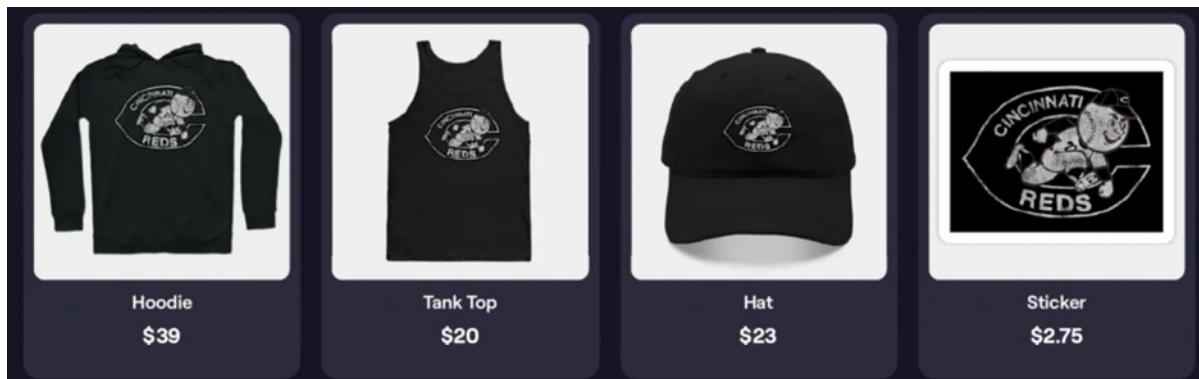 CINCINNATI
REDS
CINCINNATI
REDS
CINCINNATI
REDS
CINCINNATI
REDS
Hoodie
Tank Top
Hat
Sticker
$39
$20
$23
$2.75